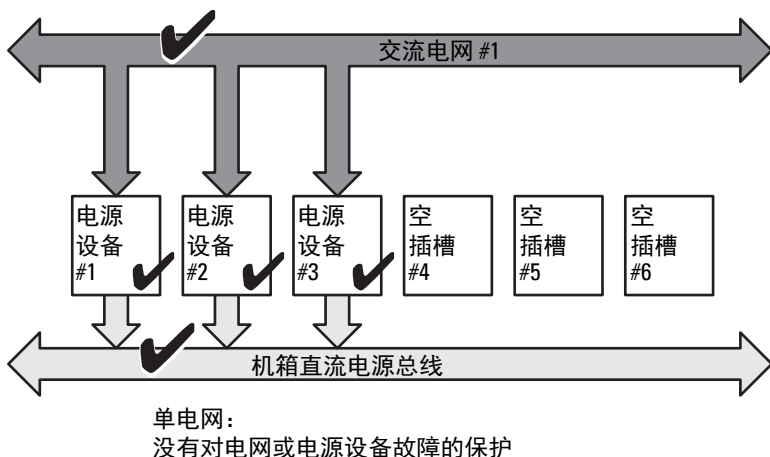 交流电网 #1
电源
设备
#1
电源
设备
#2
电源
设备
#3
空
插槽
#4
空
插槽
#5
空
插槽
#6
机箱直流电源总线
单电网：
没有对电网或电源设备故障的保护